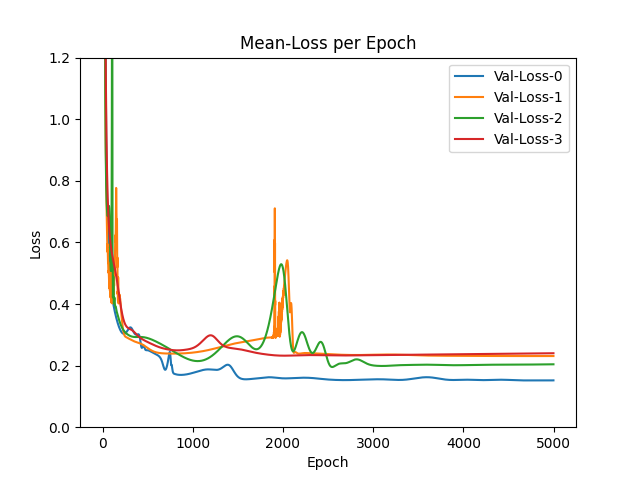 Mean-Loss per Epoch
1.2
1.0
0.8
0.6
0.4
0.2
0.0
Loss
Val-Loss-0
Val-Loss-1
Val-Loss-2
Val-Loss-3
0 1000 2000 3000 4000 5000
Epoch